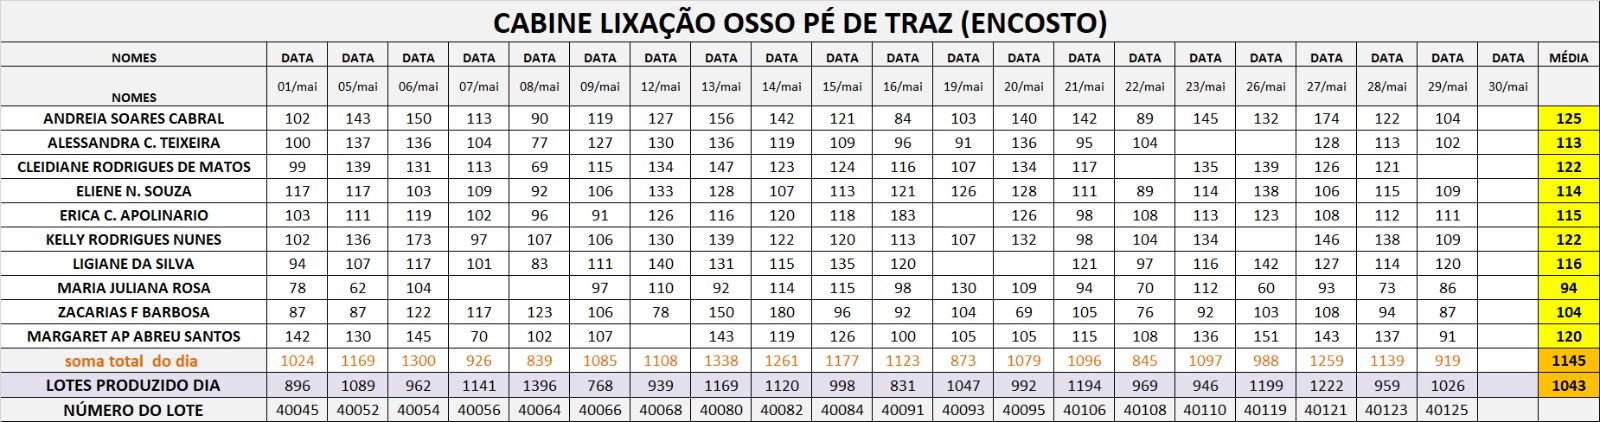 CABINE LIXAÇÃO OSSO PÉ DE TRAZ (ENCOSTO)
NOMES DATA DATA DATA DATA DATA DATA DATA DATA DATA DATA DATA DATA DATA DATA DATA DATA DATA DATA DATA DATA DATA MÉDIA
NOMES 01/mai 05/mai 06/mai 07/mai 08/mai 09/mai 12/mai 13/mai 14/mai 15/mai 16/mai 19/mai 20/mai 21/mai 22/mai 23/mai 26/mai 27/mai 28/mai 29/mai 30/mai
ANDREIA SOARES CABRAL 102 143 150 113 90 119 127 156 142 121 84 103 140 142 89 145 132 174 122 104 125
ALESSANDRA C. TEIXEIRA 100 137 136 104 77 127 130 136 119 109 96 91 136 95 104 128 113 102 113
CLEIDIANE RODRIGUES DE MATOS 99 139 131 113 69 115 134 147 123 124 116 107 134 117 135 139 126 121 122
ELIENE N. SOUZA 117 117 103 109 92 106 133 128 107 113 121 126 128 111 89 114 138 106 115 109 114
ERICA C. APOLINARIO 103 111 119 102 96 91 126 116 120 118 183 126 98 108 113 123 108 112 111 115
KELLY RODRIGUES NUNES 102 136 173 97 107 106 130 139 122 120 113 107 132 98 104 134 146 138 109 122
LIGIANE DA SILVA 94 107 117 101 83 111 140 131 115 135 120 121 97 116 142 127 114 120 116
MARIA JULIANA ROSA 78 62 104 97 110 92 114 115 98 130 109 94 70 112 60 93 73 86 94
ZACARIAS F BARBOSA 87 87 122 117 123 106 78 150 180 96 92 104 69 105 76 92 103 108 94 87 104
MARGARET AP ABREU SANTOS 142 130 145 70 102 107 143 119 126 100 105 105 115 108 136 151 143 137 91 120
soma total do dia 1024 1169 1300 926 839 1085 1108 1338 1261 1177 1123 873 1079 1096 845 1097 988 1259 1139 919 1145
LOTES PRODUZIDO DIA 896 1089 962 1141 1396 768 939 1169 1120 998 831 1047 992 1194 969 946 1199 1222 959 1026 1043
NÚMERO DO LOTE 40045 40052 40054 40056 40064 40066 40068 40080 40082 40084 40091 40093 40095 40106 40108 40110 40119 40121 40123 40125